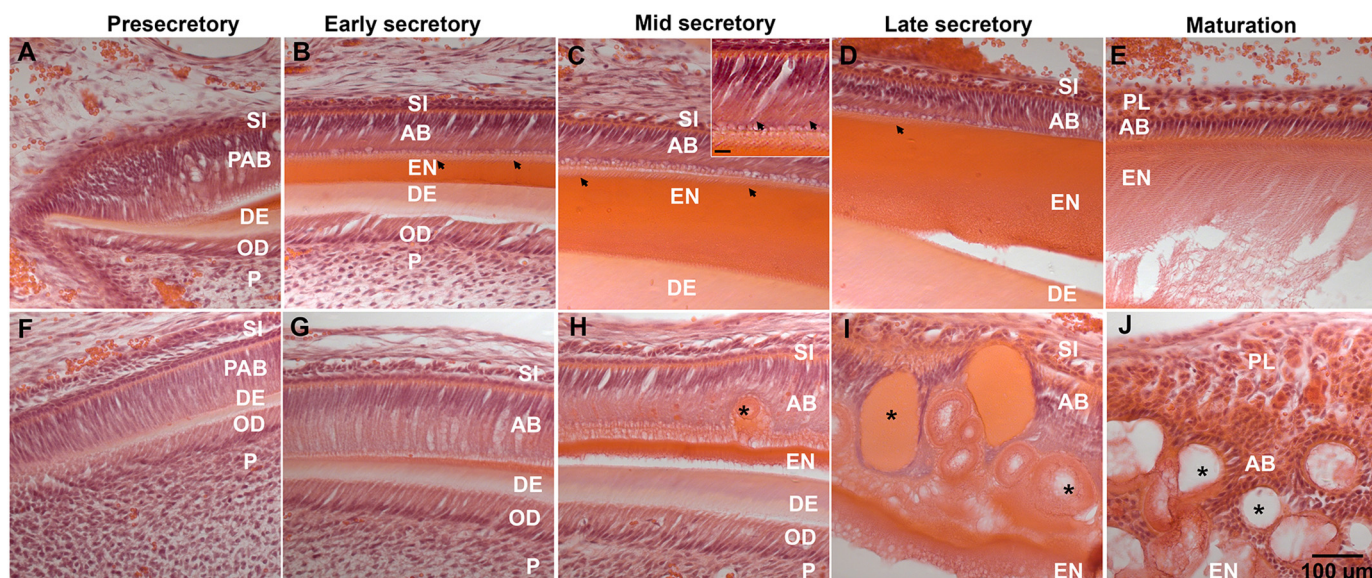 Presecretory Early secretory Mid secretory Late secretory Maturation
A
SI
PAB
DE
OD
P
B
SI
AB
EN
DE
OD
P
C
SI
AB
EN
DE
D
SI
AB
EN
DE
E
PL
AB
EN
F
SI
PAB
DE
OD
P
G
SI
AB
DE
OD
P
H
SI
AB
*
EN
DE
OD
P
I
SI
AB
*
*
EN
J
PL
AB
*
*
EN
100 um